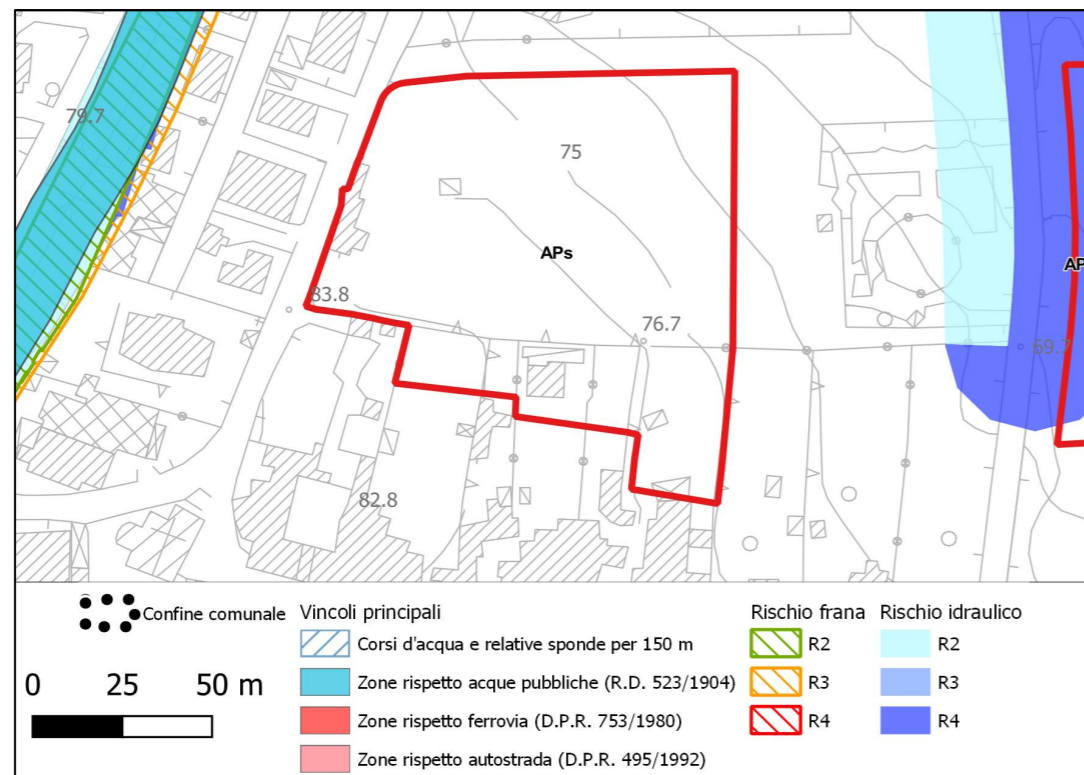 79.7
75
APs
AP
83.8
76.7
69.7
82.8
Confine comunale
0 25 50 m
Vincoli principali
Corsi d'acqua e relative sponde per 150 m
Zone rispetto acque pubbliche (R.D. 523/1904)
Zone rispetto ferrovia (D.P.R. 753/1980)
Zone rispetto autostrada (D.P.R. 495/1992)
Rischio frana
R2
R3
R4
Rischio idraulico
R2
R3
R4